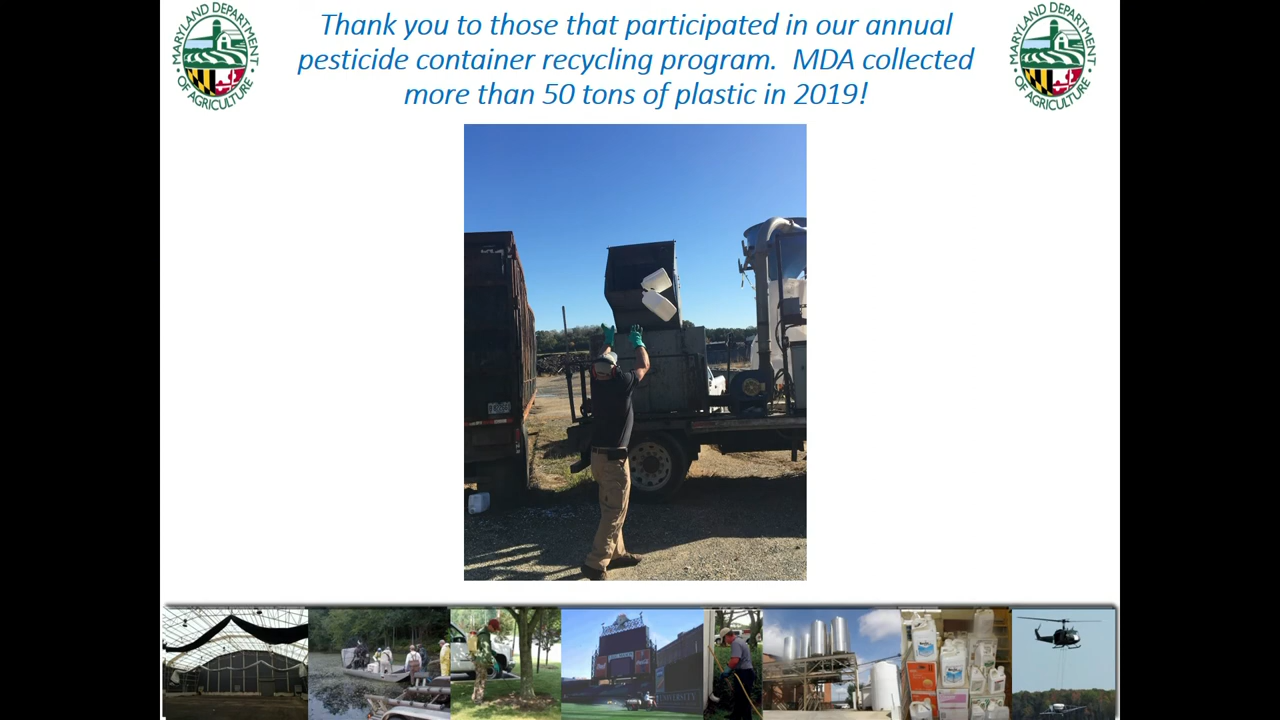 Thank you to those that participated in our annual
pesticide container recycling program. MDA collected
more than 50 tons of plastic in 2019!
MARYLAND DEPARTMENT
OF AGRICULTURE
MARYLAND DEPARTMENT
OF AGRICULTURE